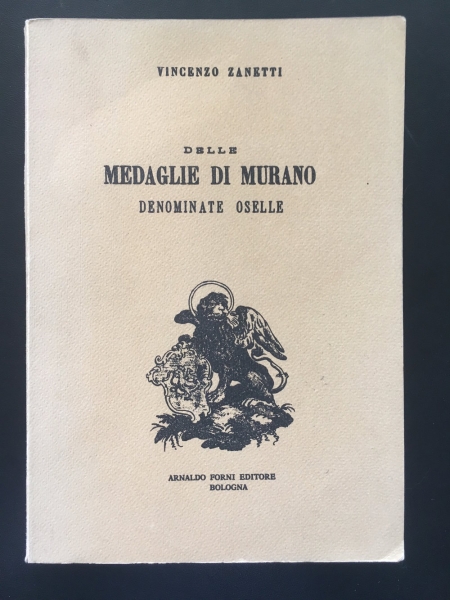 VINCENZO ZANETTI
DELLE
MEDAGLIE DI MURANO
DENOMINATE OSELLE
ARNALDO FORNI EDITORE
BOLOGNA